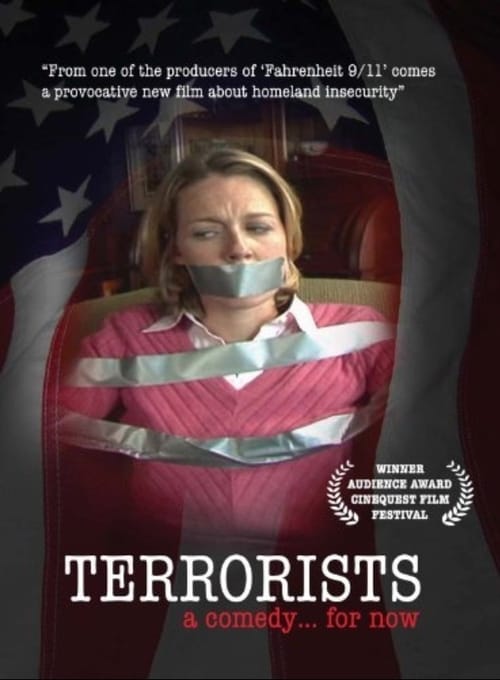 “From one of the producers of ‘Fahrenheit 9/11’ comes
a provocative new film about homeland insecurity”
WINNER
AUDIENCE AWARD
CINEQUEST FILM
FESTIVAL
TERRORISTS
a comedy... for now